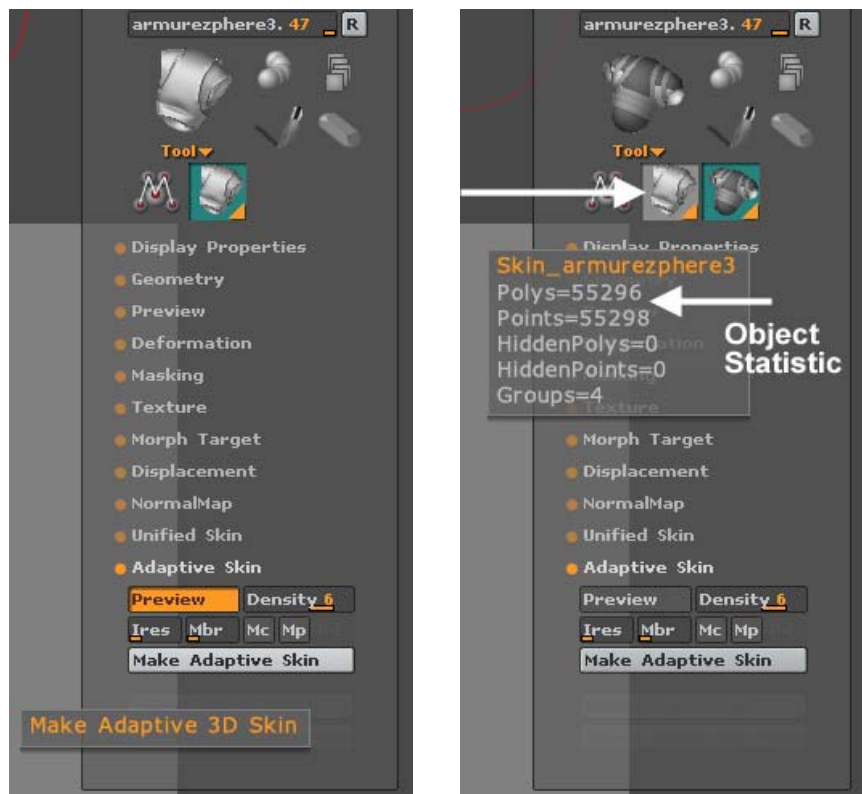 armurezphere3. 47 R
Tool
Display Properties
Geometry
Preview
Deformation
Masking
Texture
Morph Target
Displacement
NormalMap
Unified Skin
Adaptive Skin
Preview Density 6
Ires Mbr Mc Mp
Make Adaptive Skin
Make Adaptive 3D Skin
armurezphere3. 47 R
Tool
Display Properties
Skin_armurezphere3
Polys=55296
Points=55298
HiddenPolys=0
HiddenPoints=0
Groups=4
Object
Statistic
Texture
Morph Target
Displacement
NormalMap
Unified Skin
Adaptive Skin
Preview Density 6
Ires Mbr Mc Mp
Make Adaptive Skin